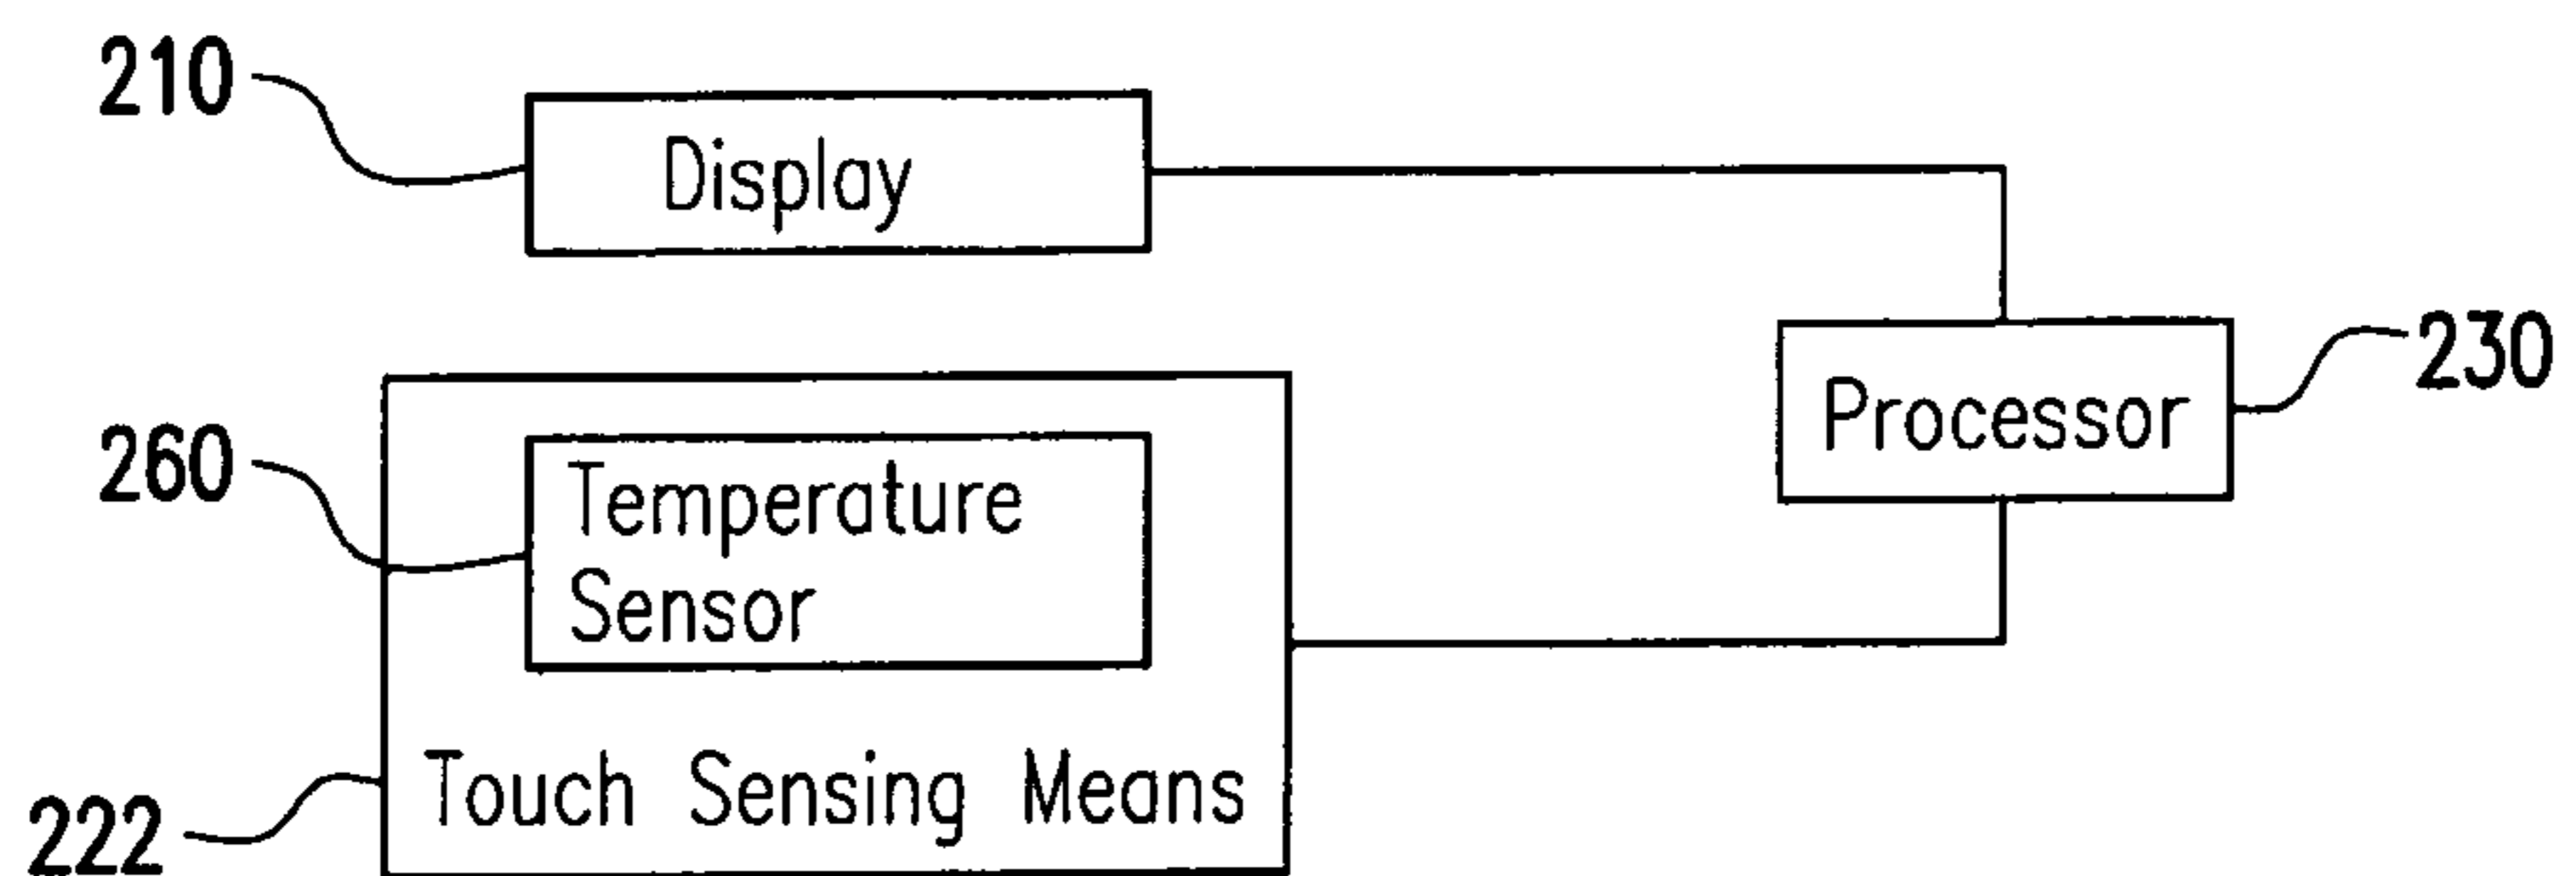 210
Display
230
Processor
260
Temperature
Sensor
Touch Sensing Means
222